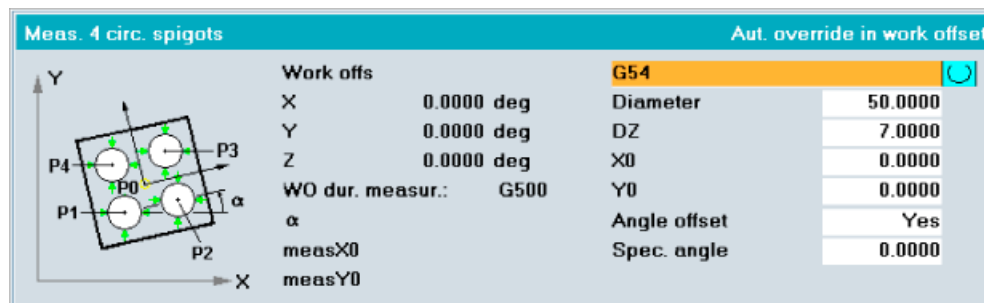 Meas. 4 circ. spigots Aut. override in work offset
Y
P4
P3
P0
α
P1
P2
X
Work offs
X 0.0000 deg
Y 0.0000 deg
Z 0.0000 deg
WO dur. measur.: G500
α
measX0
measY0
G54
Diameter 50.0000
DZ 7.0000
X0 0.0000
Y0 0.0000
Angle offset Yes
Spec. angle 0.0000